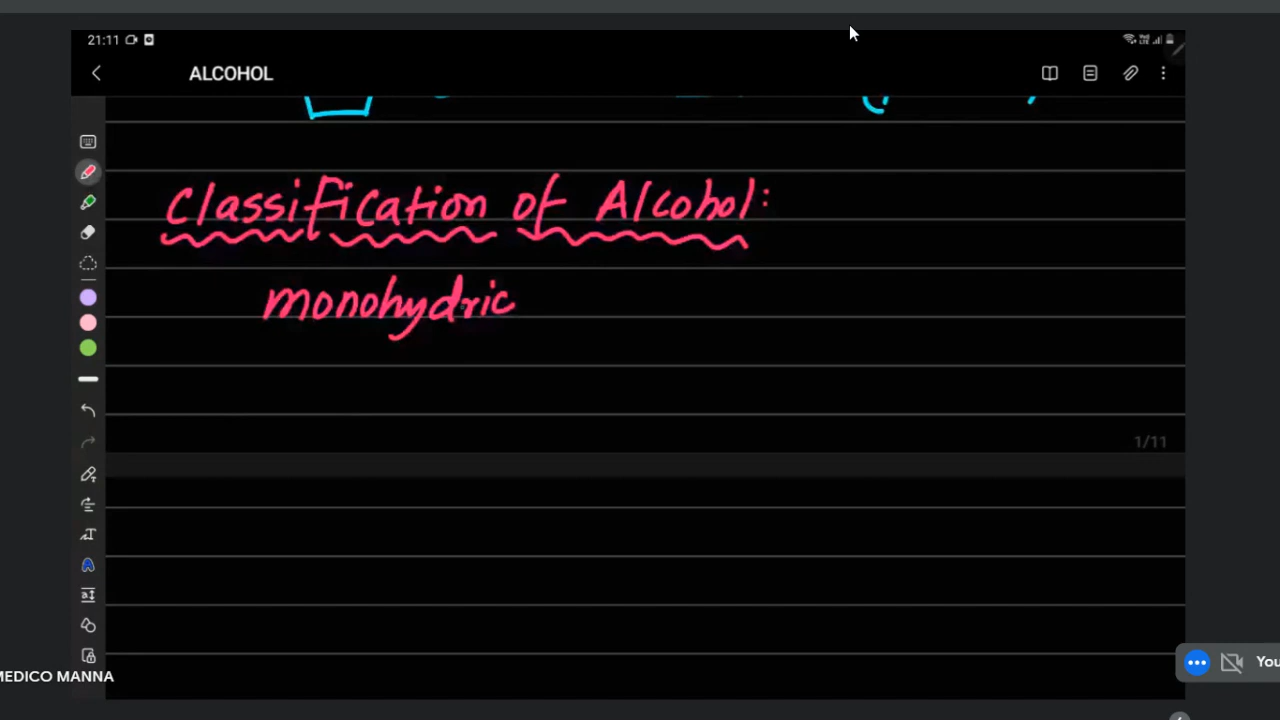 21:11
ALCOHOL
Classification of Alcohol:
monohydric
1/11
MEDICO MANNA
You